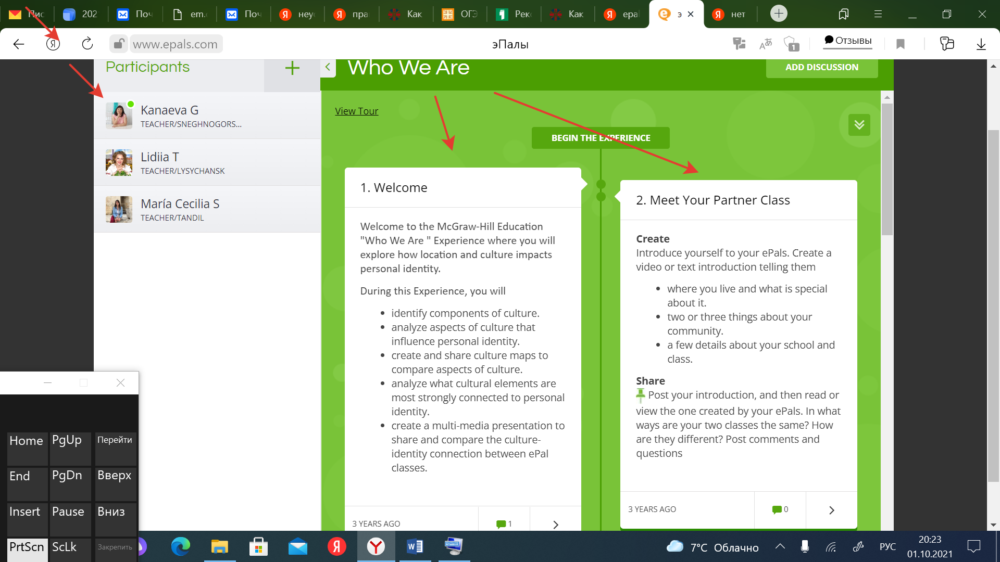 Пис
202
Поч
em.
Поч
неу
пра
Как
ОГЭ
Рек
Как
epal
э
нет
Я
www.epals.com
эПалы
1
Отзывы
Participants
Kanaeva G
TEACHER/SNEGHNOGORS...
Lidiia T
TEACHER/LYSYCHANSK
María Cecilia S
TEACHER/TANDIL
Who We Are
ADD DISCUSSION
View Tour
BEGIN THE EXPERIENCE
1. Welcome
Welcome to the McGraw-Hill Education
"Who We Are " Experience where you will
explore how location and culture impacts
personal identity.
During this Experience, you will
• identify components of culture.
• analyze aspects of culture that
influence personal identity.
• create and share culture maps to
compare aspects of culture.
• analyze what cultural elements are
most strongly connected to personal
identity.
• create a multi-media presentation to
share and compare the culture-
identity connection between ePal
classes.
3 YEARS AGO
1
2. Meet Your Partner Class
Create
Introduce yourself to your ePals. Create a
video or text introduction telling them
• where you live and what is special
about it.
• two or three things about your
community.
• a few details about your school and
class.
Share
Post your introduction, and then read or
view the one created by your ePals. In what
ways are your two classes the same? How
are they different? Post comments and
questions
3 YEARS AGO
0
Home PgUp Перейти
End PgDn Вверх
Insert Pause Вниз
PrtScn ScLk Закрепить
7°C Облачно
РУС
20:23
01.10.2021